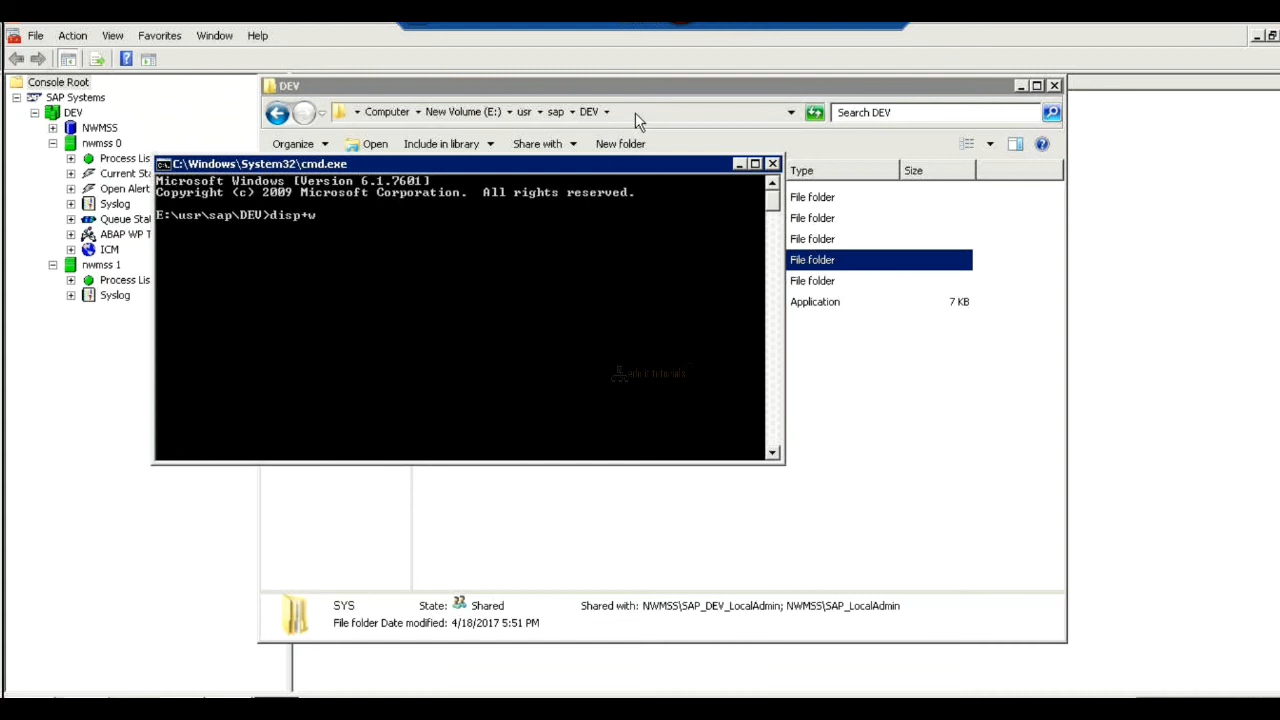 File Action View Favorites Window Help
Console Root
SAP Systems
DEV
NWMSS
nwmss 0
Process Lis
Current Sta
Open Alert
Syslog
Queue Stat
ABAP WP T
ICM
nwmss 1
Process Lis
Syslog
DEV
Computer New Volume (E:) usr sap DEV
Search DEV
Organize Open Include in library Share with New folder
C:\Windows\System32\cmd.exe
Microsoft Windows [Version 6.1.7601]
Copyright (c) 2009 Microsoft Corporation. All rights reserved.
E:\usr\sap\DEV>disp+w
Type Size
File folder
File folder
File folder
File folder
File folder
Application 7 KB
SYS State: Shared Shared with: NWMSS\SAP_DEV_LocalAdmin; NWMSS\SAP_LocalAdmin
File folder Date modified: 4/18/2017 5:51 PM